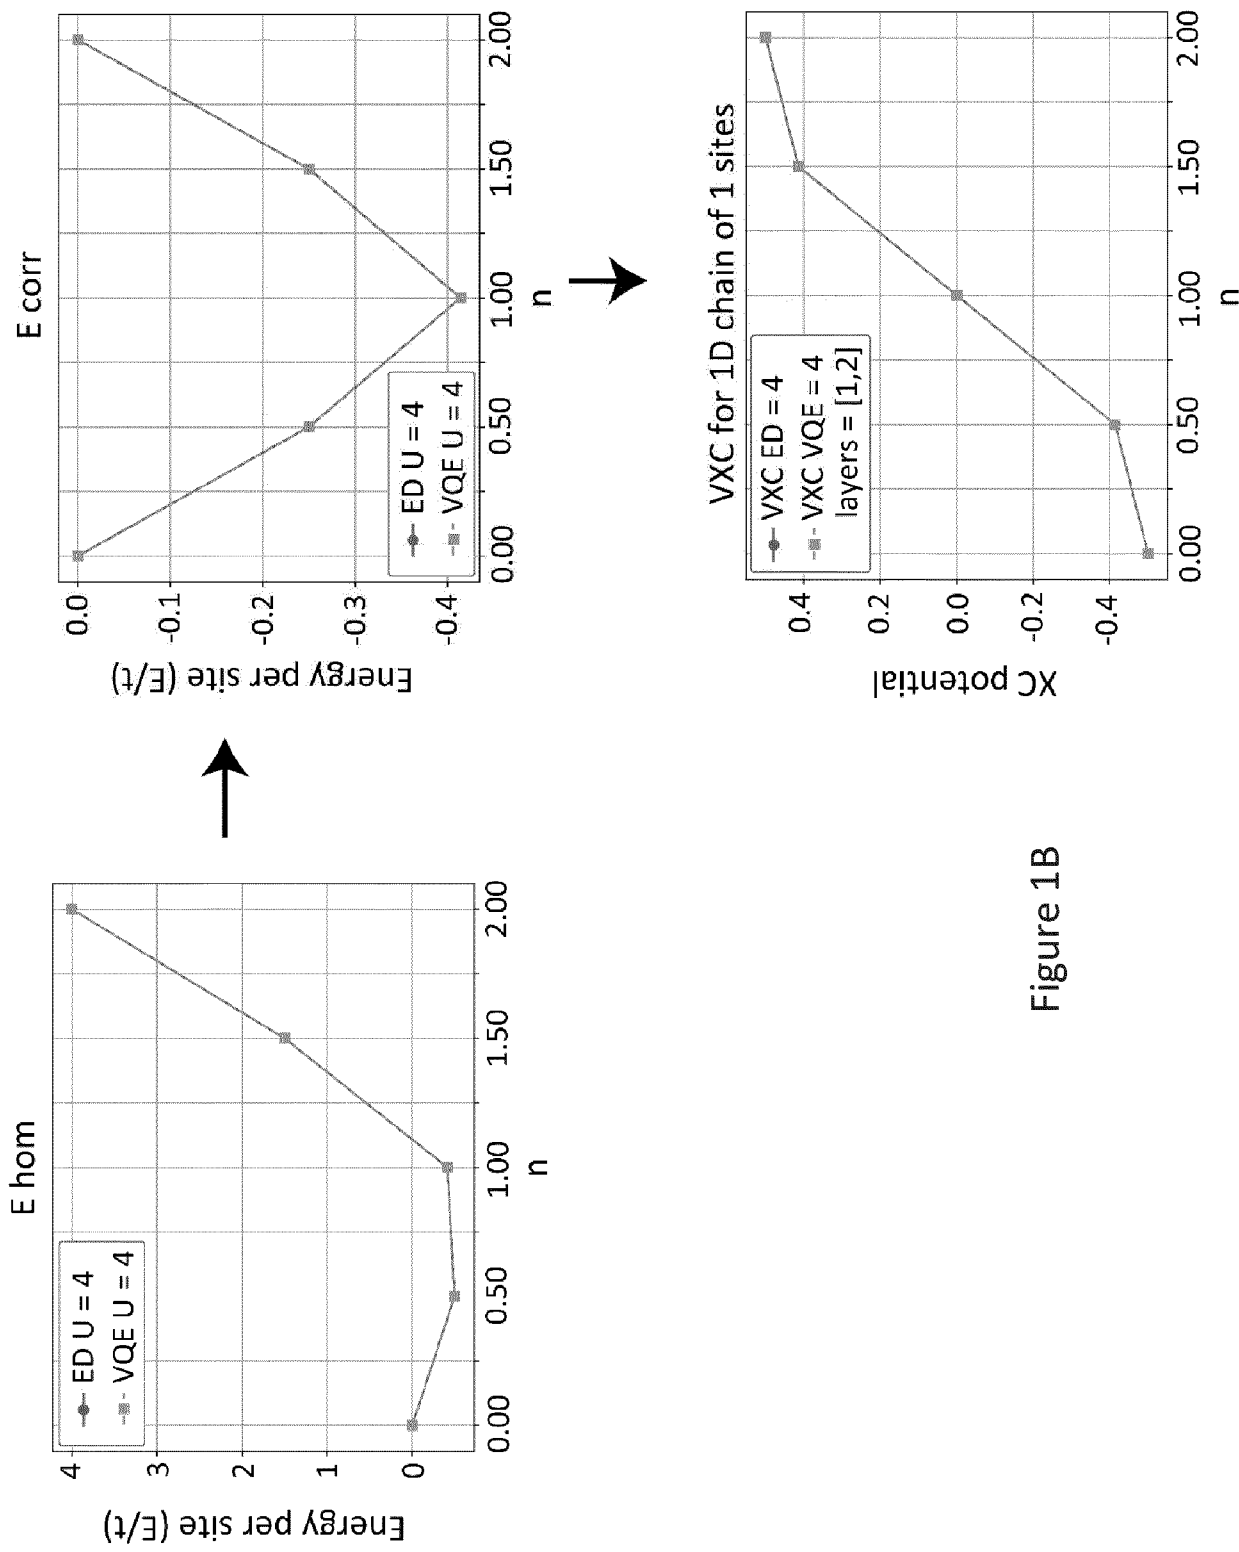 E hom
Energy per site (E/t)
4
3
2
1
0
ED U = 4
VQE U = 4
0.00
0.50
1.00
1.50
2.00
n
E corr
Energy per site (E/t)
0.0
-0.1
-0.2
-0.3
-0.4
ED U = 4
VQE U = 4
0.00
0.50
1.00
1.50
2.00
n
VXC for 1D chain of 1 sites
XC potential
0.4
0.2
0.0
-0.2
-0.4
VXC ED = 4
VXC VQE = 4
layers = [1,2]
0.00
0.50
1.00
1.50
2.00
n
Figure 1B